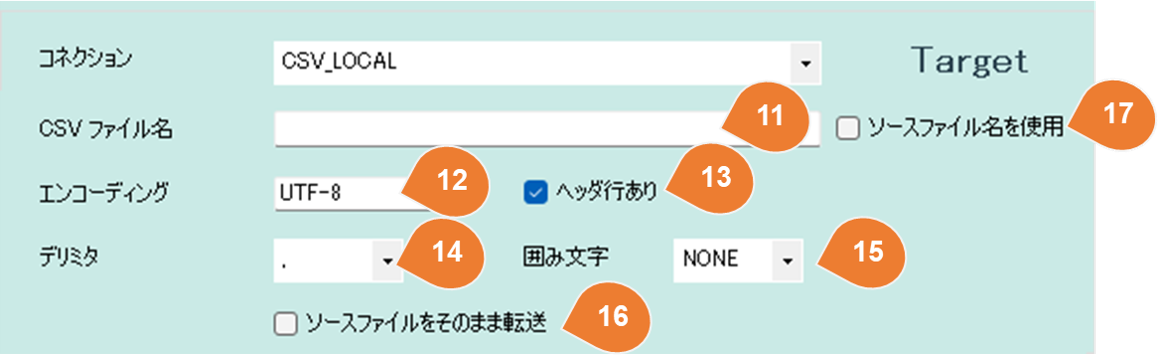 コネクション CSV_LOCAL Target
CSV ファイル名 11 ソースファイル名を使用 17
エンコーディング UTF-8 12 ヘッダ行あり 13
デリミタ , 14 囲み文字 NONE 15
ソースファイルをそのまま転送 16